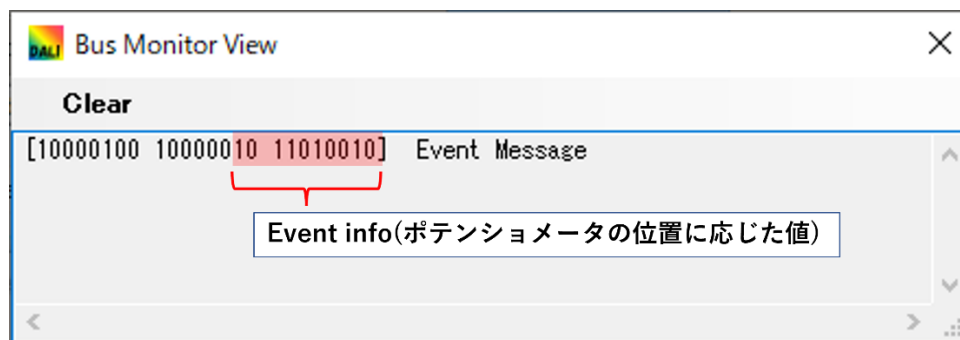 DALI Bus Monitor View
Clear
[10000100 10000010 11010010] Event Message
Event info(ポテンショメータの位置に応じた値)